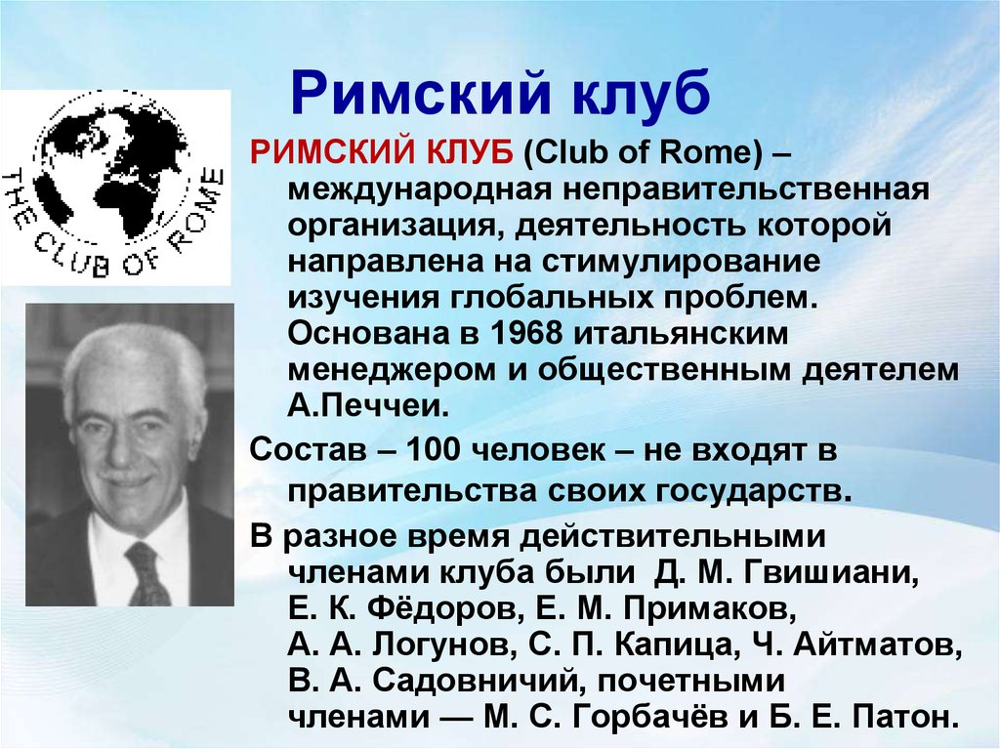 Римский клуб
THE CLUB OF ROME
РИМСКИЙ КЛУБ (Club of Rome) –
международная неправительственная
организация, деятельность которой
направлена на стимулирование
изучения глобальных проблем.
Основана в 1968 итальянским
менеджером и общественным деятелем
А.Печчеи.
Состав – 100 человек – не входят в
правительства своих государств.
В разное время действительными
членами клуба были Д. М. Гвишиани,
Е. К. Фёдоров, Е. М. Примаков,
А. А. Логунов, С. П. Капица, Ч. Айтматов,
В. А. Садовничий, почетными
членами — М. С. Горбачёв и Б. Е. Патон.